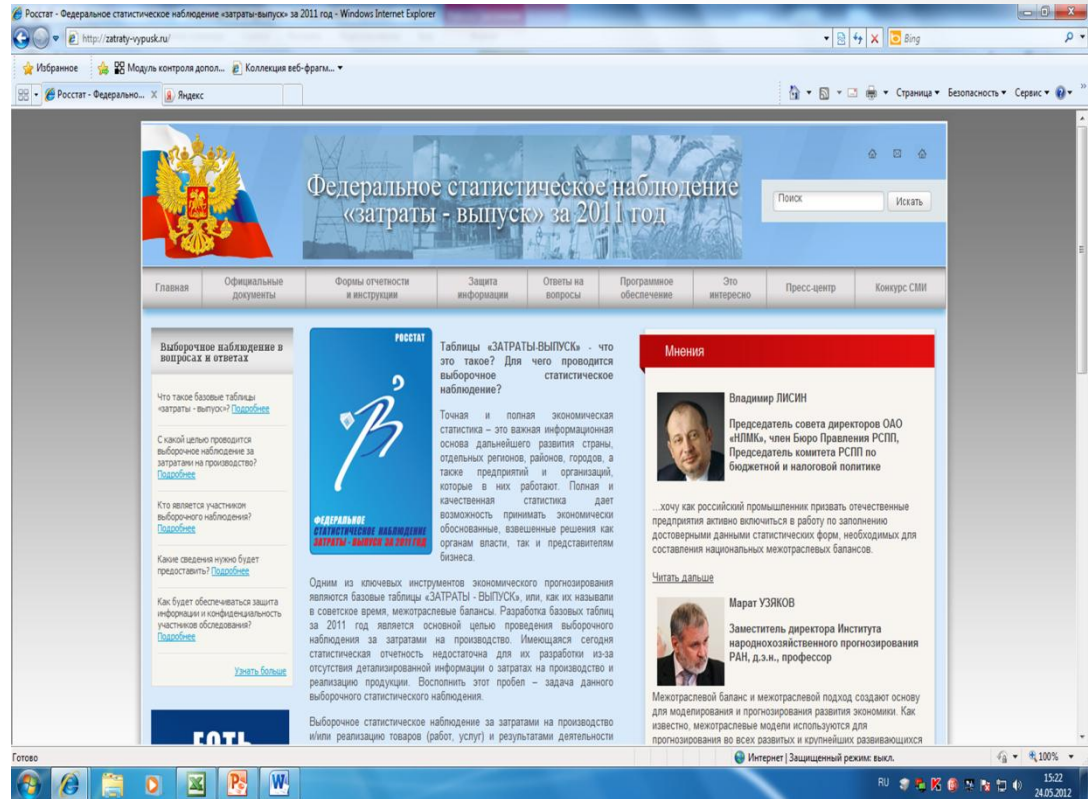 Росстат - Федеральное статистическое наблюдение «затраты-выпуск» за 2011 год - Windows Internet Explorer
http://zatraty-vypusk.ru/
Bing
Избранное
Модуль контроля допол...
Коллекция веб-фрагм...
Росстат - Федерально...
Яндекс
Страница
Безопасность
Сервис
Федеральное статистическое наблюдение
«затраты - выпуск» за 2011 год
Поиск
Искать
Главная
Официальные
документы
Формы отчетности
и инструкции
Защита
информации
Ответы на
вопросы
Программное
обеспечение
Это
интересно
Пресс-центр
Конкурс СМИ
Выборочное наблюдение в
вопросах и ответах
Что такое базовые таблицы
«затраты - выпуск»? Подробнее
С какой целью проводится
выборочное наблюдение за
затратами на производство?
Подробнее
Кто является участником
выборочного наблюдения?
Подробнее
Какие сведения нужно будет
предоставить? Подробнее
Как будет обеспечиваться защита
информации и конфиденциальность
участников обследования?
Подробнее
Узнать больше
ЕСТЬ
РОССТАТ
ФЕДЕРАЛЬНОЕ
СТАТИСТИЧЕСКОЕ НАБЛЮДЕНИЕ
ЗАТРАТЫ - ВЫПУСК ЗА 2011 ГОД
Таблицы «ЗАТРАТЫ-ВЫПУСК» - что
это такое? Для чего проводится
выборочное статистическое
наблюдение?
Точная и полная экономическая
статистика – это важная информационная
основа дальнейшего развития страны,
отдельных регионов, районов, городов, а
также предприятий и организаций,
которые в них работают. Полная и
качественная статистика дает
возможность принимать экономически
обоснованные, взвешенные решения как
органам власти, так и представителям
бизнеса.
Одним из ключевых инструментов экономического прогнозирования
являются базовые таблицы «ЗАТРАТЫ - ВЫПУСК», или, как их называли
в советское время, межотраслевые балансы. Разработка базовых таблиц
за 2011 год является основной целью проведения выборочного
наблюдения за затратами на производство. Имеющаяся сегодня
статистическая отчетность недостаточна для их разработки из-за
отсутствия детализированной информации о затратах на производство и
реализацию продукции. Восполнить этот пробел – задача данного
выборочного статистического наблюдения.
Выборочное статистическое наблюдение за затратами на производство
и/или реализацию товаров (работ, услуг) и результатами деятельности
Мнения
Владимир ЛИСИН
Председатель совета директоров ОАО
«НЛМК», член Бюро Правления РСПП,
Председатель комитета РСПП по
бюджетной и налоговой политике
...хочу как российский промышленник призвать отечественные
предприятия активно включиться в работу по заполнению
достоверными данными статистических форм, необходимых для
составления национальных межотраслевых балансов.
Читать дальше
Марат УЗЯКОВ
Заместитель директора Института
народнохозяйственного прогнозирования
РАН, д.э.н., профессор
Межотраслевой баланс и межотраслевой подход создают основу
для моделирования и прогнозирования развития экономики. Как
известно, межотраслевые модели используются для
прогнозирования во всех развитых и крупнейших развивающихся
Готово
Интернет | Защищенный режим: выкл.
100%
RU
15:22
24.05.2012